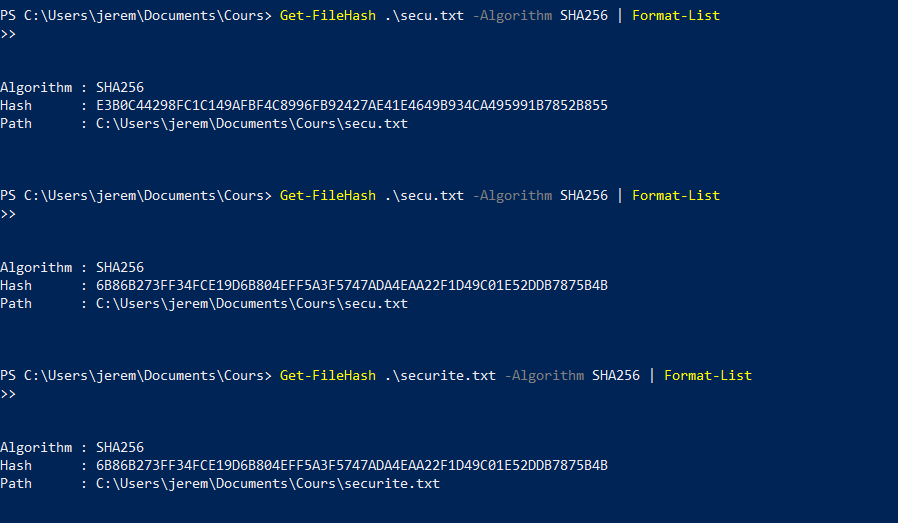 PS C:\Users\jerem\Documents\Cours> Get-FileHash .\secu.txt -Algorithm SHA256 | Format-List
>>
Algorithm : SHA256
Hash      : E3B0C44298FC1C149AFBF4C8996FB92427AE41E4649B934CA495991B7852B855
Path      : C:\Users\jerem\Documents\Cours\secu.txt
PS C:\Users\jerem\Documents\Cours> Get-FileHash .\secu.txt -Algorithm SHA256 | Format-List
>>
Algorithm : SHA256
Hash      : 6B86B273FF34FCE19D6B804EFF5A3F5747ADA4EAA22F1D49C01E52DDB7875B4B
Path      : C:\Users\jerem\Documents\Cours\secu.txt
PS C:\Users\jerem\Documents\Cours> Get-FileHash .\securite.txt -Algorithm SHA256 | Format-List
>>
Algorithm : SHA256
Hash      : 6B86B273FF34FCE19D6B804EFF5A3F5747ADA4EAA22F1D49C01E52DDB7875B4B
Path      : C:\Users\jerem\Documents\Cours\securite.txt